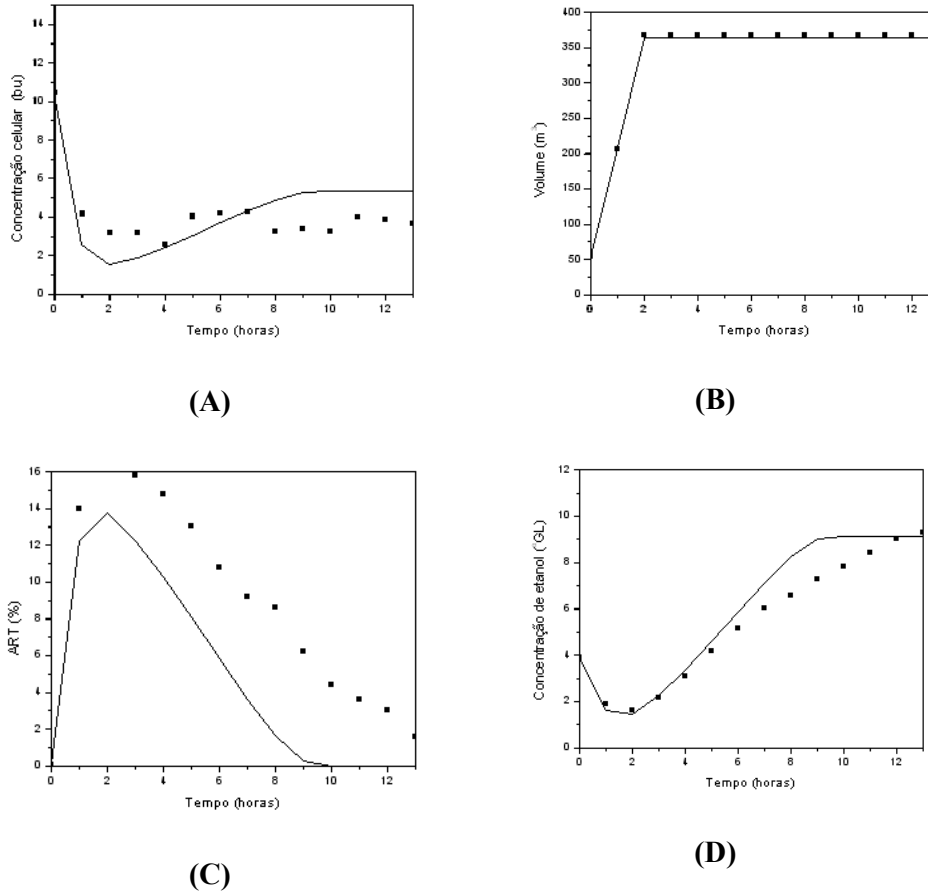 Concentração celular (bu)
14
12
10
8
6
4
2
0
0 2 4 6 8 10 12
Tempo (horas)
(A)
Volume (m³)
400
350
300
250
200
150
100
50
0
0 2 4 6 8 10 12
Tempo (horas)
(B)
ART (%)
16
14
12
10
8
6
4
2
0
0 2 4 6 8 10 12
Tempo (horas)
(C)
Concentração de etanol (°GL)
12
10
8
6
4
2
0
0 2 4 6 8 10 12
Tempo (horas)
(D)